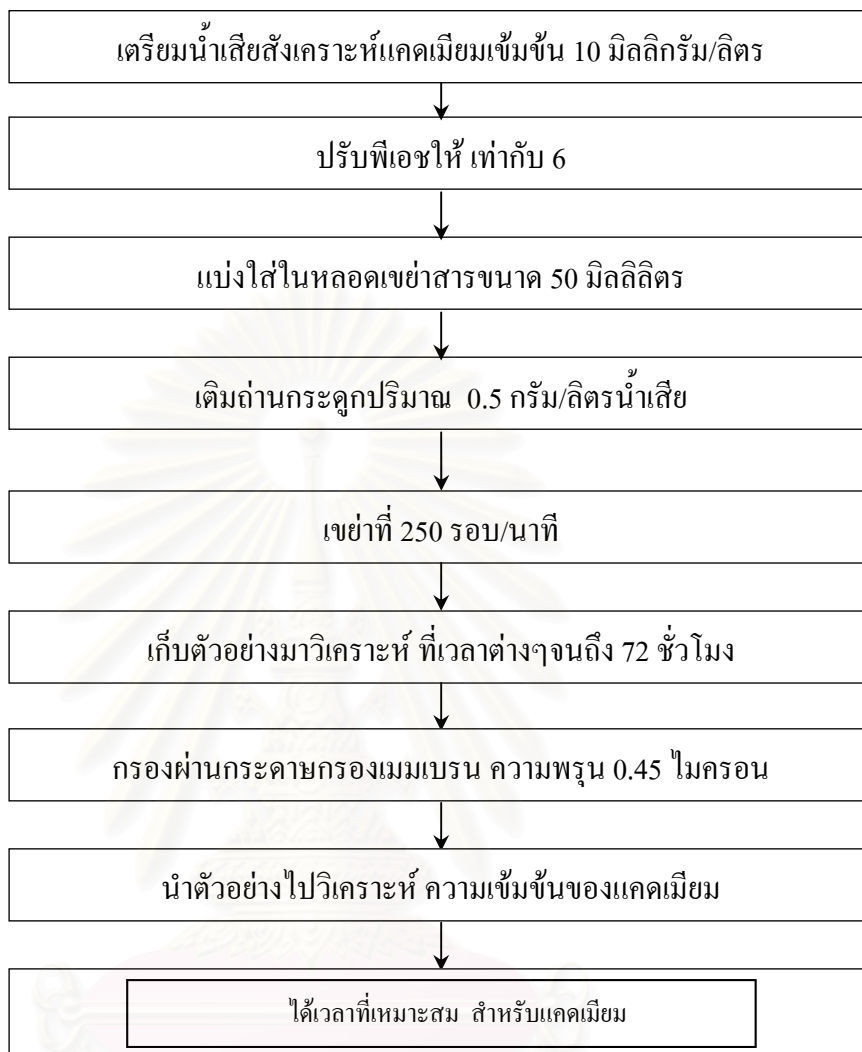 เตรียมน้ำเสียสังเคราะห์แคดเมียมเข้มข้น 10 มิลลิกรัม/ลิตร
ปรับพีเอชให้ เท่ากับ 6
แบ่งใส่ในหลอดเขย่าสารขนาด 50 มิลลิลิตร
เติมถ่านกระดูกปริมาณ 0.5 กรัม/ลิตรน้ำเสีย
เขย่าที่ 250 รอบ/นาที
เก็บตัวอย่างมาวิเคราะห์ ที่เวลาต่างๆจนถึง 72 ชั่วโมง
กรองผ่านกระดาษกรองเมมเบรน ความพรุน 0.45 ไมครอน
นำตัวอย่างไปวิเคราะห์ ความเข้มข้นของแคดเมียม
ได้เวลาที่เหมาะสม สำหรับแคดเมียม